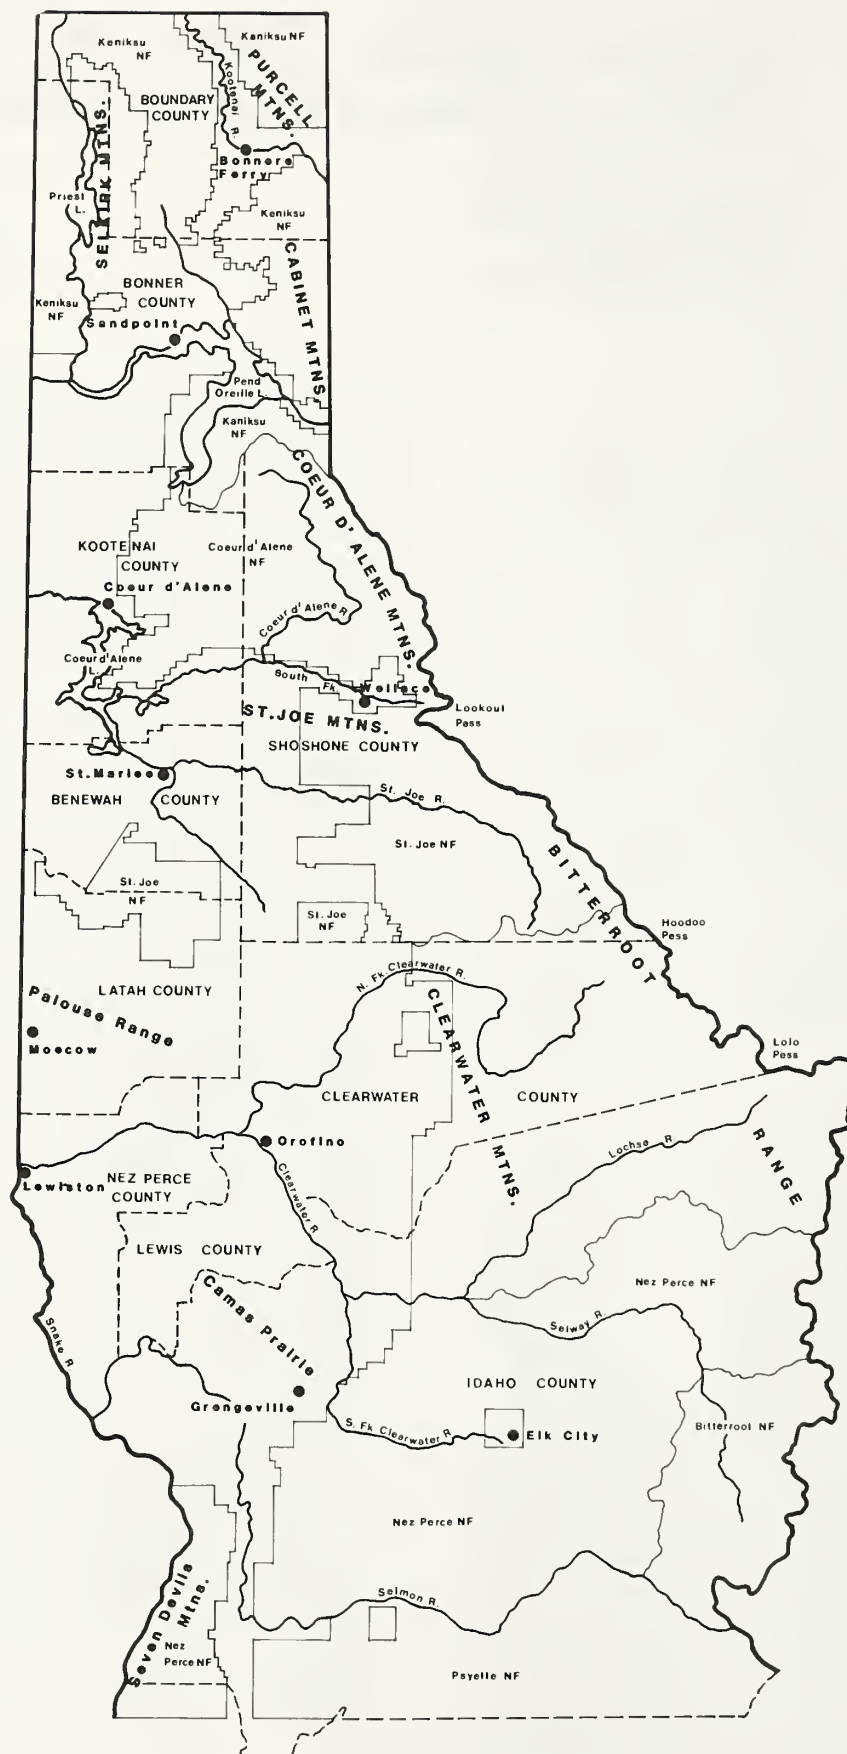 Keniksu
NF
Kaniksu NF
PURCELL
MTNS.
Kootenai R.
BOUNDARY
COUNTY
SELKIRK MTNS.
Bonners
Ferry
Priest
L.
Keniksu
NF
CABINET MTNS.
BONNER
COUNTY
Keniksu
NF
Sandpoint
Pend
Oreille L.
Kaniksu
NF
COEUR D'ALENE MTNS.
KOOTENAI
COUNTY
Coeur d'Alene
NF
Coeur d'Alene
Coeur d'Alene R
Coeur d'Alene
L.
South Fk.
Wallace
Lookout
Pass
ST. JOE MTNS.
SHOSHONE COUNTY
St. Maries
St. Joe R.
BENEWAH COUNTY
St. Joe NF
BITTERROOT
St. Joe
NF
St. Joe
NF
Hoodoo
Pass
N. Fk. Clearwater R.
LATAH COUNTY
Palouse Range
CLEARWATER MTNS.
Moscow
Lolo
Pass
CLEARWATER COUNTY
Orofino
Lochsa R
RANGE
Lewiston
NEZ PERCE
COUNTY
Clearwater R
LEWIS COUNTY
Nez Perce NF
Camas Prairie
Snake R
Selway R.
IDAHO COUNTY
Grangeville
S. Fk Clearwater R
Elk City
Bitterroot NF
Nez Perce NF
Seven Devils
Mtns.
Salmon R.
Nez
Perce NF
Payette NF